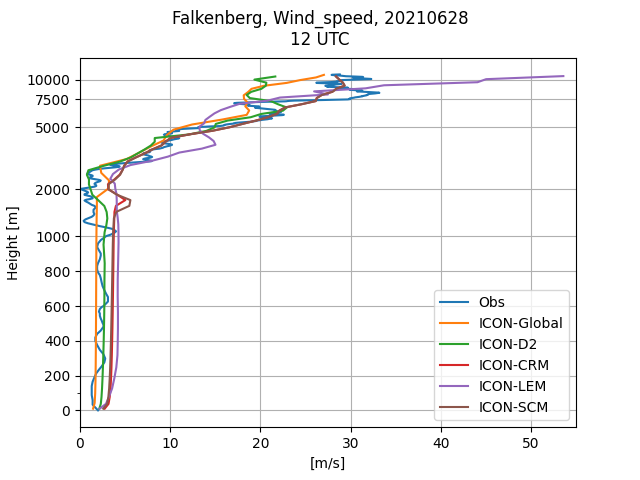 Falkenberg, Wind_speed, 20210628
12 UTC
10000
7500
5000
2000
1000
800
600
400
200
0
Height [m]
0 10 20 30 40 50
[m/s]
Obs
ICON-Global
ICON-D2
ICON-CRM
ICON-LEM
ICON-SCM